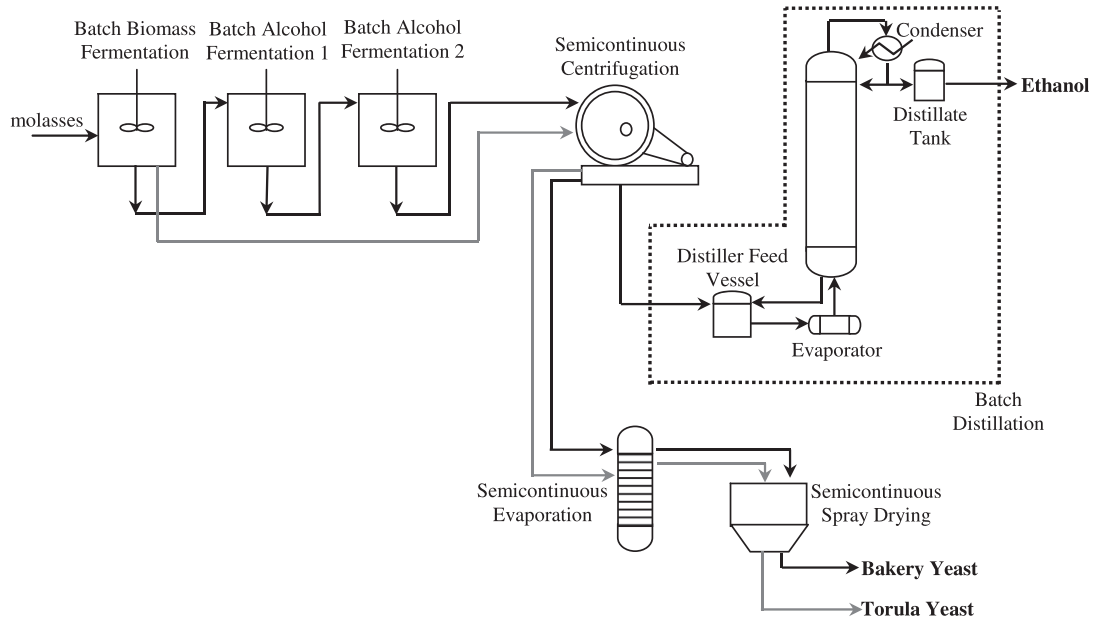 Batch Biomass
Fermentation
Batch Alcohol
Fermentation 1
Batch Alcohol
Fermentation 2
Semicontinuous
Centrifugation
Condenser
molasses
Ethanol
Distillate
Tank
Distiller Feed
Vessel
Evaporator
Batch
Distillation
Semicontinuous
Evaporation
Semicontinuous
Spray Drying
Bakery Yeast
Torula Yeast